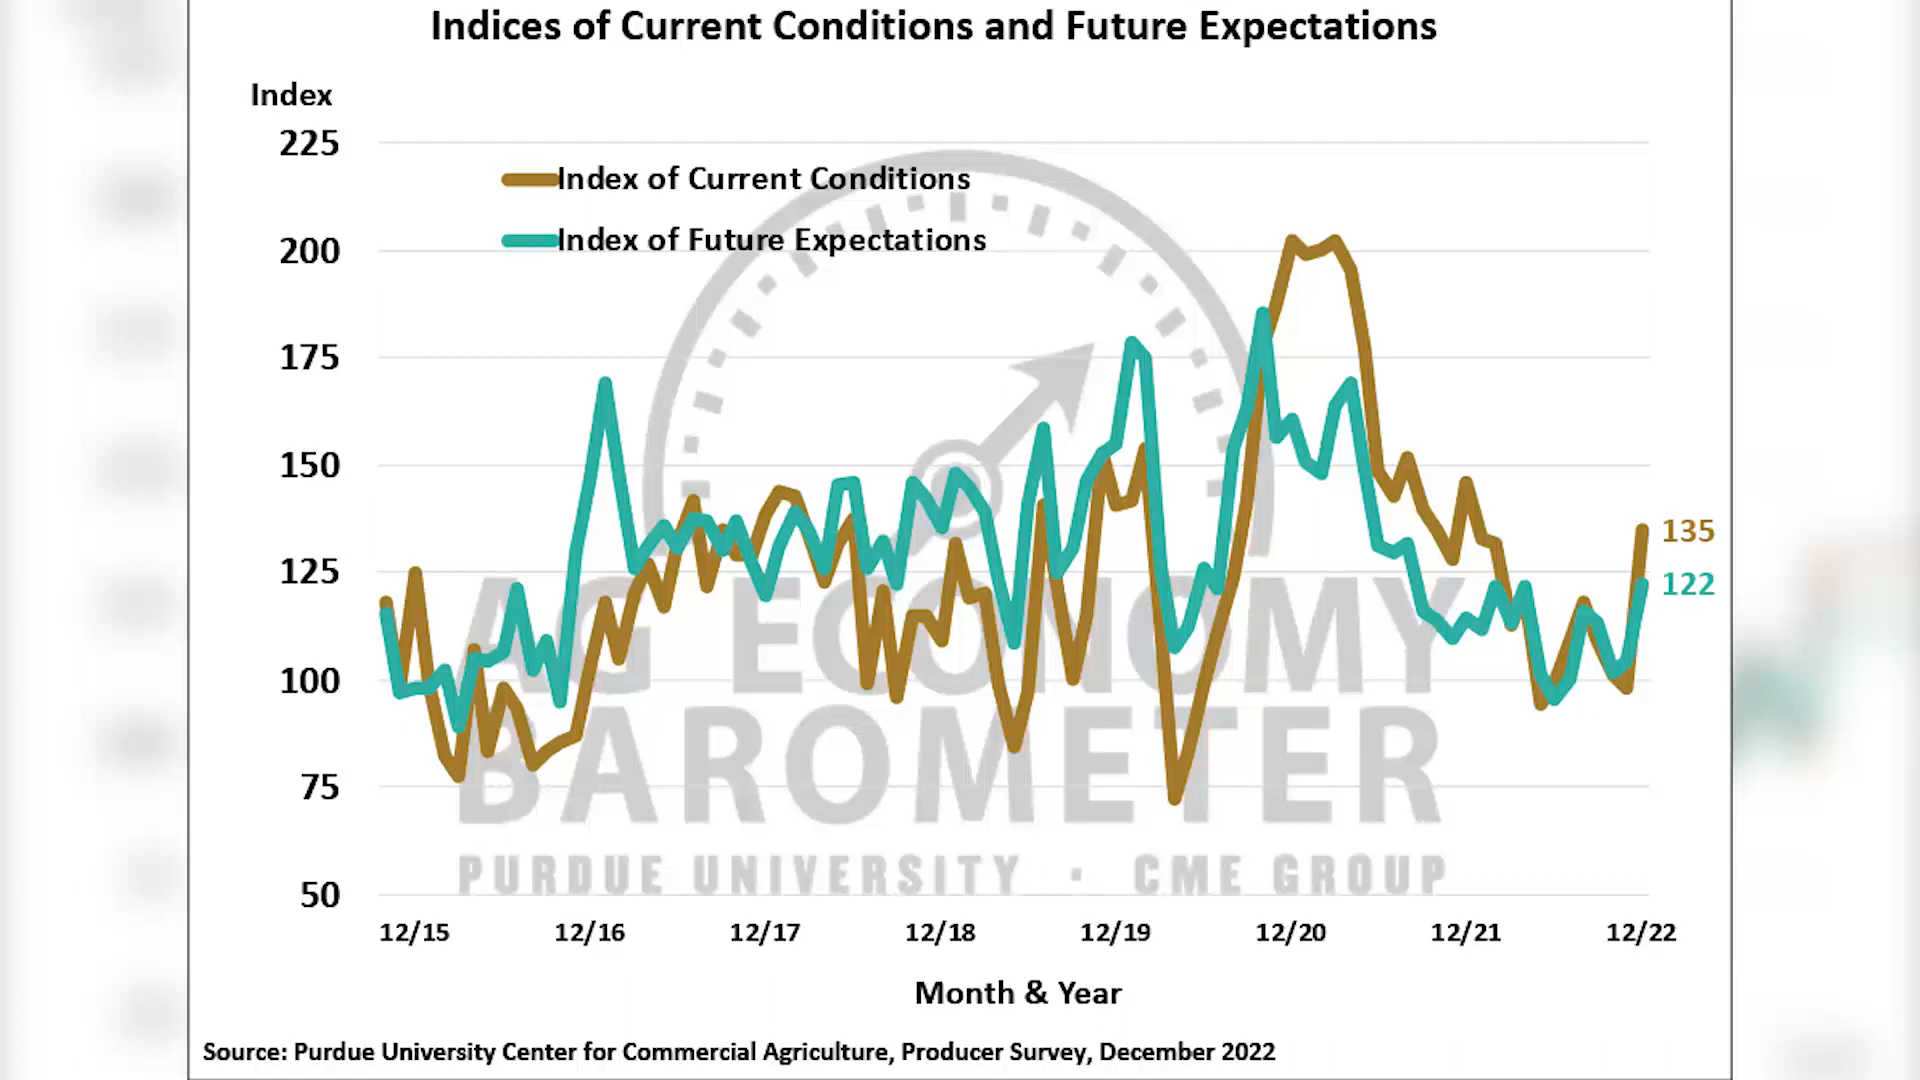 Indices of Current Conditions and Future Expectations
Index
225
Index of Current Conditions
Index of Future Expectations
200
175
150
135
125
122
AG ECONOMY
100
BAROMETER
75
PURDUE UNIVERSITY · CME GROUP
50
12/15 12/16 12/17 12/18 12/19 12/20 12/21 12/22
Month & Year
Source: Purdue University Center for Commercial Agriculture, Producer Survey, December 2022